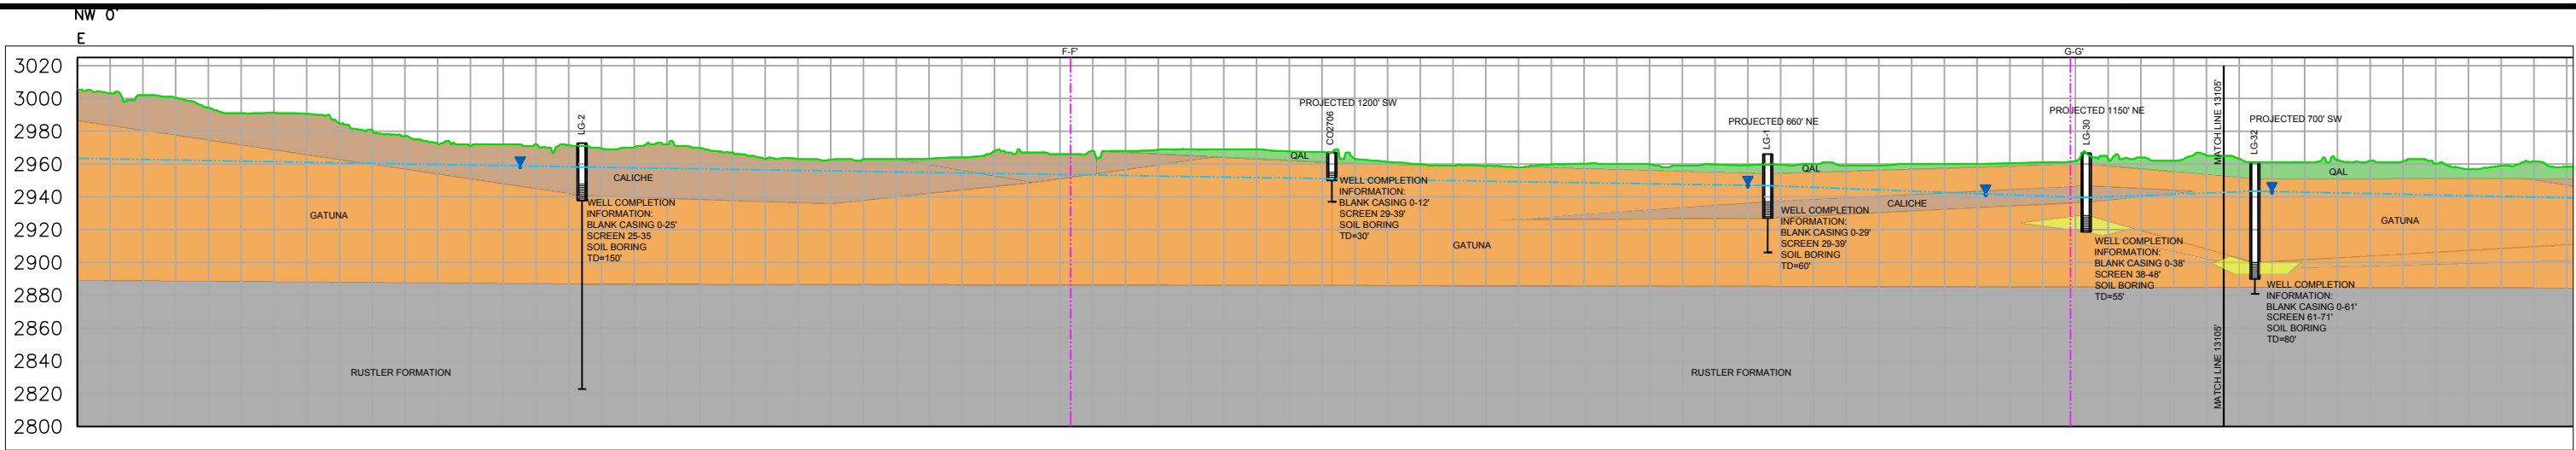 NW 0'
E
F-F'
G-G'
3020
3000
2980
2960
2940
2920
2900
2880
2860
2840
2820
2800
LG-2
CALICHE
WELL COMPLETION
INFORMATION:
BLANK CASING 0-25'
SCREEN 25-35
SOIL BORING
TD=150'
GATUNA
RUSTLER FORMATION
PROJECTED 1200' SW
CO2706
QAL
WELL COMPLETION
INFORMATION:
BLANK CASING 0-12'
SCREEN 29-39'
SOIL BORING
TD=30'
GATUNA
PROJECTED 660' NE
LG-1
QAL
CALICHE
WELL COMPLETION
INFORMATION:
BLANK CASING 0-29'
SCREEN 29-39'
SOIL BORING
TD=60'
RUSTLER FORMATION
PROJECTED 1150' NE
LG-30
WELL COMPLETION
INFORMATION:
BLANK CASING 0-38'
SCREEN 38-48'
SOIL BORING
TD=55'
MATCH LINE 13105'
MATCH LINE 13105'
PROJECTED 700' SW
LG-32
QAL
GATUNA
WELL COMPLETION
INFORMATION:
BLANK CASING 0-61'
SCREEN 61-71'
SOIL BORING
TD=80'